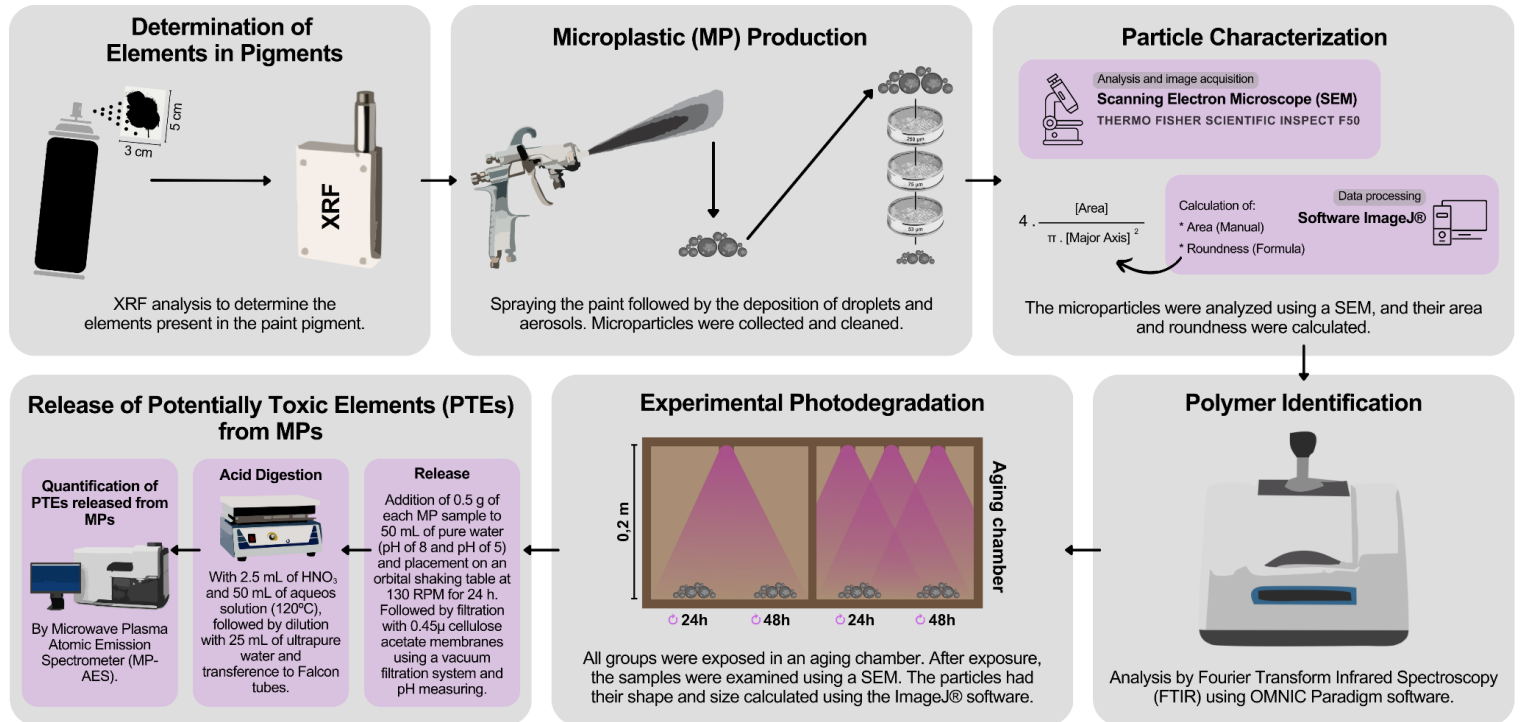 Determination of
Elements in Pigments
5 cm
3 cm
XRF
XRF analysis to determine the
elements present in the paint pigment.
Microplastic (MP) Production
250 µm
75 µm
53 µm
Spraying the paint followed by the deposition of droplets and
aerosols. Microparticles were collected and cleaned.
Particle Characterization
Analysis and image acquisition
Scanning Electron Microscope (SEM)
THERMO FISHER SCIENTIFIC INSPECT F50
4 . [Area]
π . [Major Axis] 2
Calculation of:
* Area (Manual)
* Roundness (Formula)
Data processing
Software ImageJ®
The microparticles were analyzed using a SEM, and their area
and roundness were calculated.
Release of Potentially Toxic Elements (PTEs)
from MPs
Quantification of
PTEs released from
MPs
By Microwave Plasma
Atomic Emission
Spectrometer (MP-
AES).
Acid Digestion
With 2.5 mL of HNO₃
and 50 mL of aqueos
solution (120ºC),
followed by dilution
with 25 mL of ultrapure
water and
transference to Falcon
tubes.
Release
Addition of 0.5 g of
each MP sample to
50 mL of pure water
(pH of 8 and pH of 5)
and placement on an
orbital shaking table at
130 RPM for 24 h.
Followed by filtration
with 0.45µ cellulose
acetate membranes
using a vacuum
filtration system and
pH measuring.
Experimental Photodegradation
0,2 m
Aging chamber
24h
48h
24h
48h
All groups were exposed in an aging chamber. After exposure,
the samples were examined using a SEM. The particles had
their shape and size calculated using the ImageJ® software.
Polymer Identification
Analysis by Fourier Transform Infrared Spectroscopy
(FTIR) using OMNIC Paradigm software.